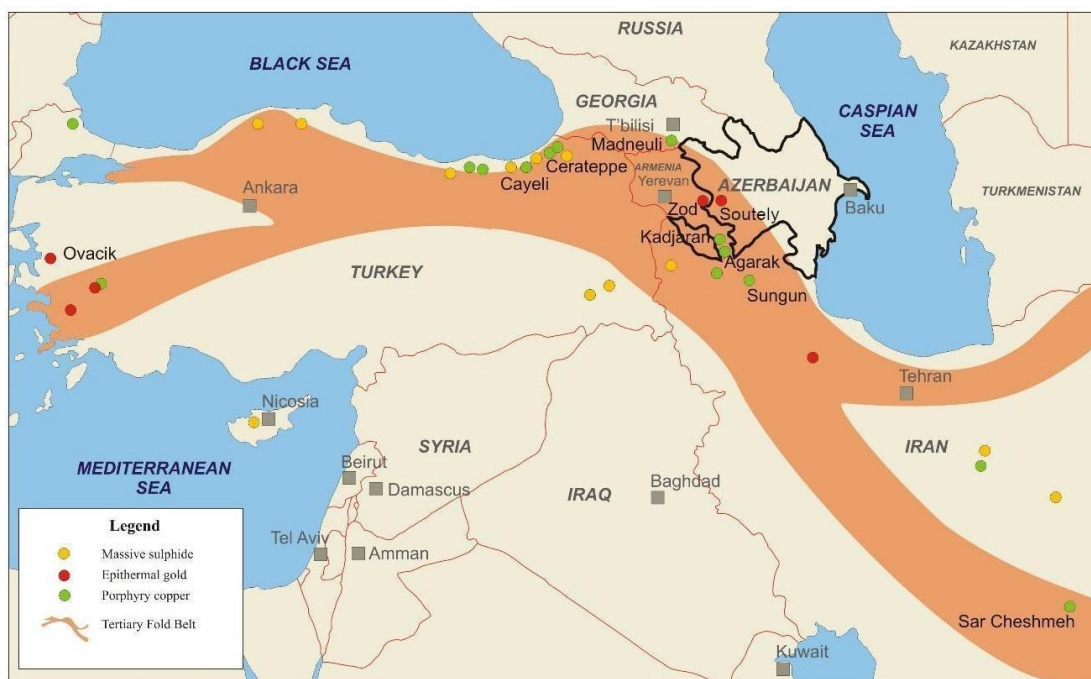 RUSSIA
KAZAKHSTAN
BLACK SEA
GEORGIA
CASPIAN
SEA
T'bilisi
Madneuli
Cerateppe
ARMENIA
Cayeli
Yerevan
AZERBAIJAN
Ankara
Baku
TURKMENISTAN
Zod
Soutely
Kadjaran
Ovacik
Agarak
TURKEY
Sungun
Tehran
Nicosia
SYRIA
IRAN
MEDITERRANEAN
SEA
Beirut
Damascus
IRAQ
Baghdad
Tel Aviv
Amman
Legend
Massive sulphide
Epithermal gold
Porphyry copper
Tertiary Fold Belt
Sar Cheshmeh
Kuwait